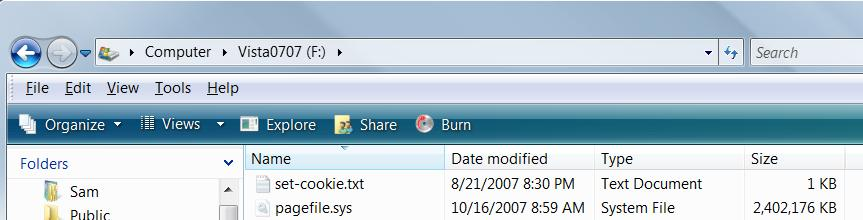 Computer Vista0707 (F:) Search
File Edit View Tools Help
Organize Views Explore Share Burn
Folders Name Date modified Type Size
Sam set-cookie.txt 8/21/2007 8:30 PM Text Document 1 KB
Public pagefile.sys 10/16/2007 8:59 AM System File 2,402,176 KB